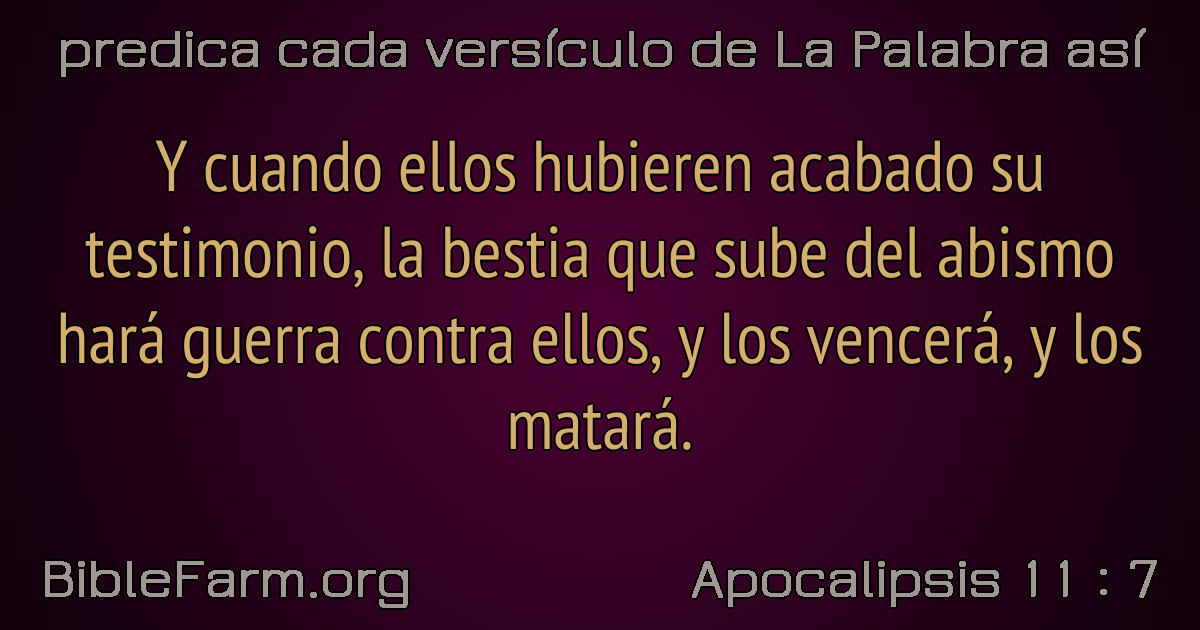 predica cada versículo de La Palabra así
Y cuando ellos hubieren acabado su
testimonio, la bestia que sube del abismo
hará guerra contra ellos, y los vencerá, y los
matará.
BibleFarm.org
Apocalipsis 11 : 7